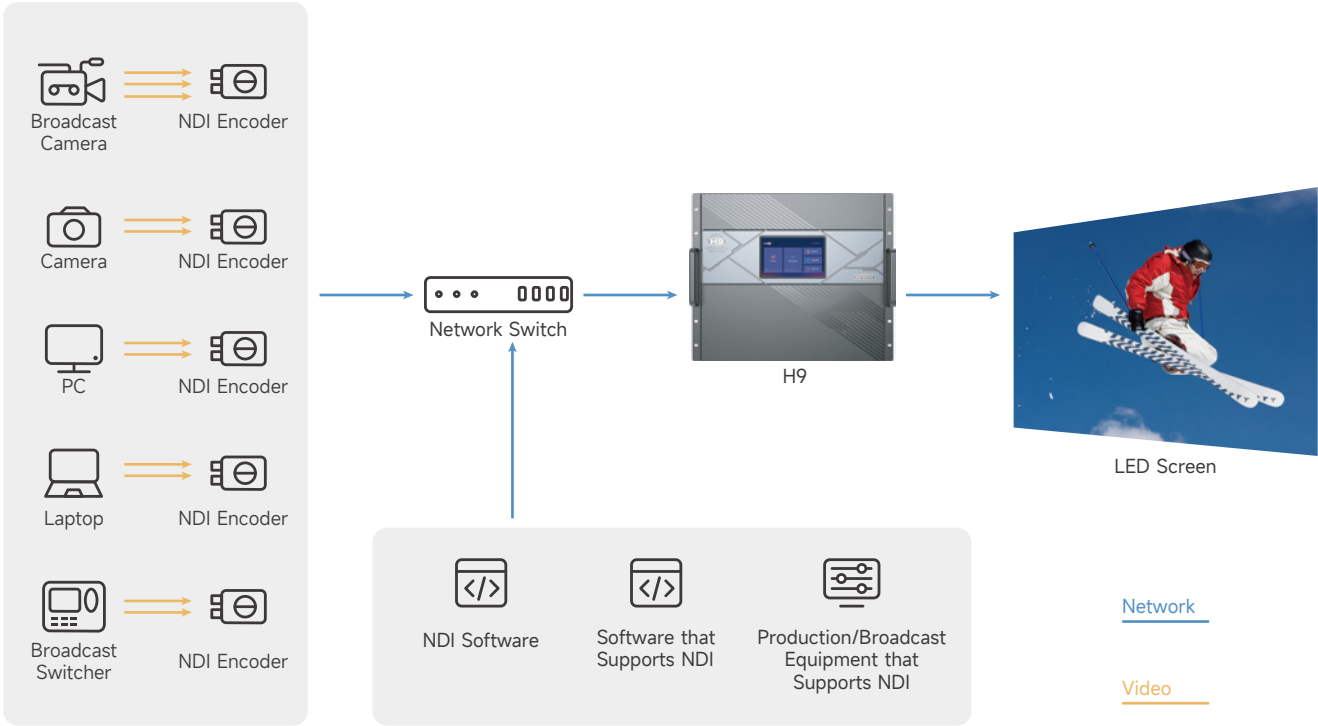 Broadcast
Camera
NDI Encoder
Camera
NDI Encoder
PC
NDI Encoder
Laptop
NDI Encoder
Broadcast
Switcher
NDI Encoder
Network Switch
H9
LED Screen
NDI Software
Software that
Supports NDI
Production/Broadcast
Equipment that
Supports NDI
Network
Video